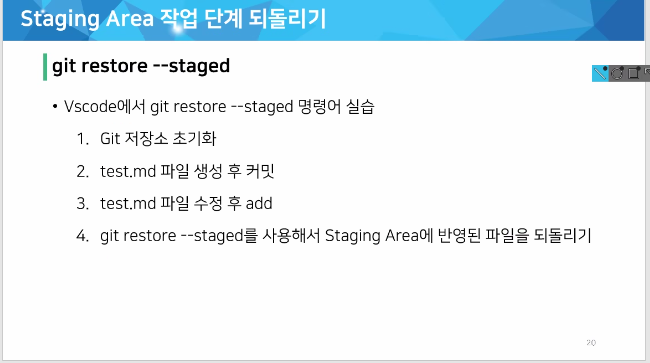 Staging Area 작업 단계 되돌리기
git restore --staged
• Vscode에서 git restore --staged 명령어 실습
1. Git 저장소 초기화
2. test.md 파일 생성 후 커밋
3. test.md 파일 수정 후 add
4. git restore --staged를 사용해서 Staging Area에 반영된 파일을 되돌리기
20